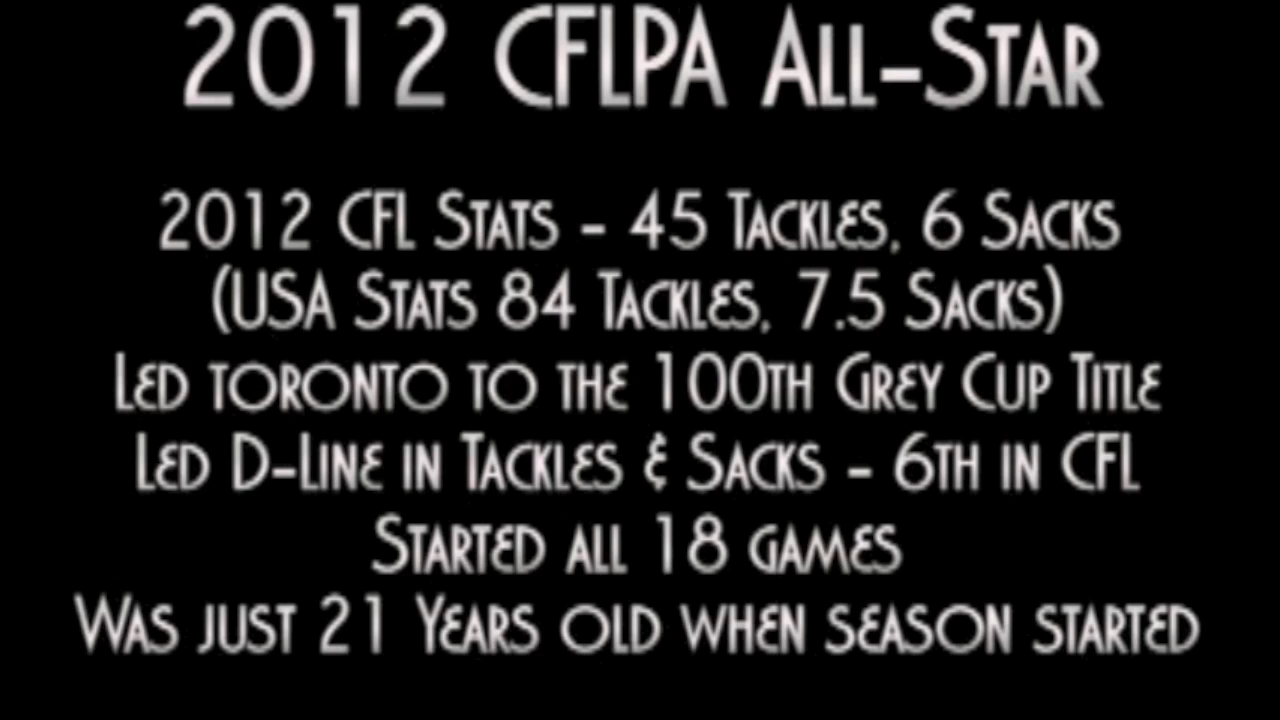 2012 CFLPA All-Star
2012 CFL Stats - 45 Tackles, 6 Sacks
(USA Stats 84 Tackles, 7.5 Sacks)
Led toronto to the 100th Grey Cup Title
Led D-Line in Tackles & Sacks - 6th in CFL
Started all 18 games
Was just 21 Years old when season started